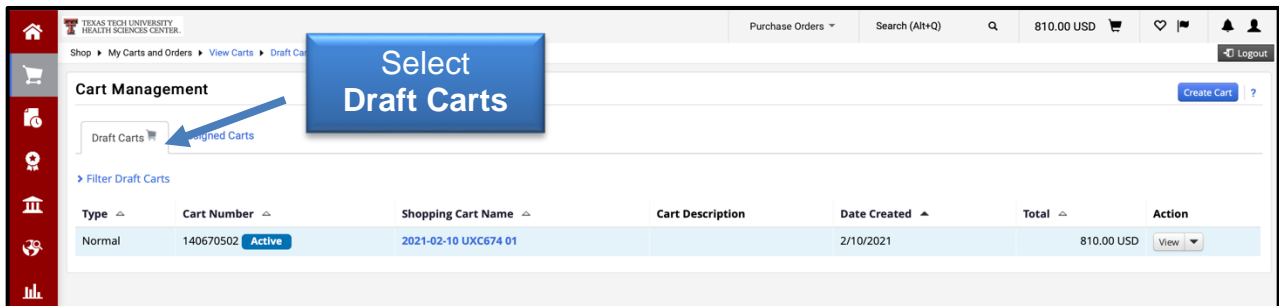 TEXAS TECH UNIVERSITY
HEALTH SCIENCES CENTER.
Purchase Orders
Search (Alt+Q)
810.00 USD
Shop My Carts and Orders View Carts Draft
Logout
Select
Draft Carts
Cart Management
Create Cart
?
Draft Carts
Carts
Filter Draft Carts
Type Cart Number Shopping Cart Name Cart Description Date Created Total Action
Normal 140670502 Active 2021-02-10 UXC674 01 2/10/2021 810.00 USD View